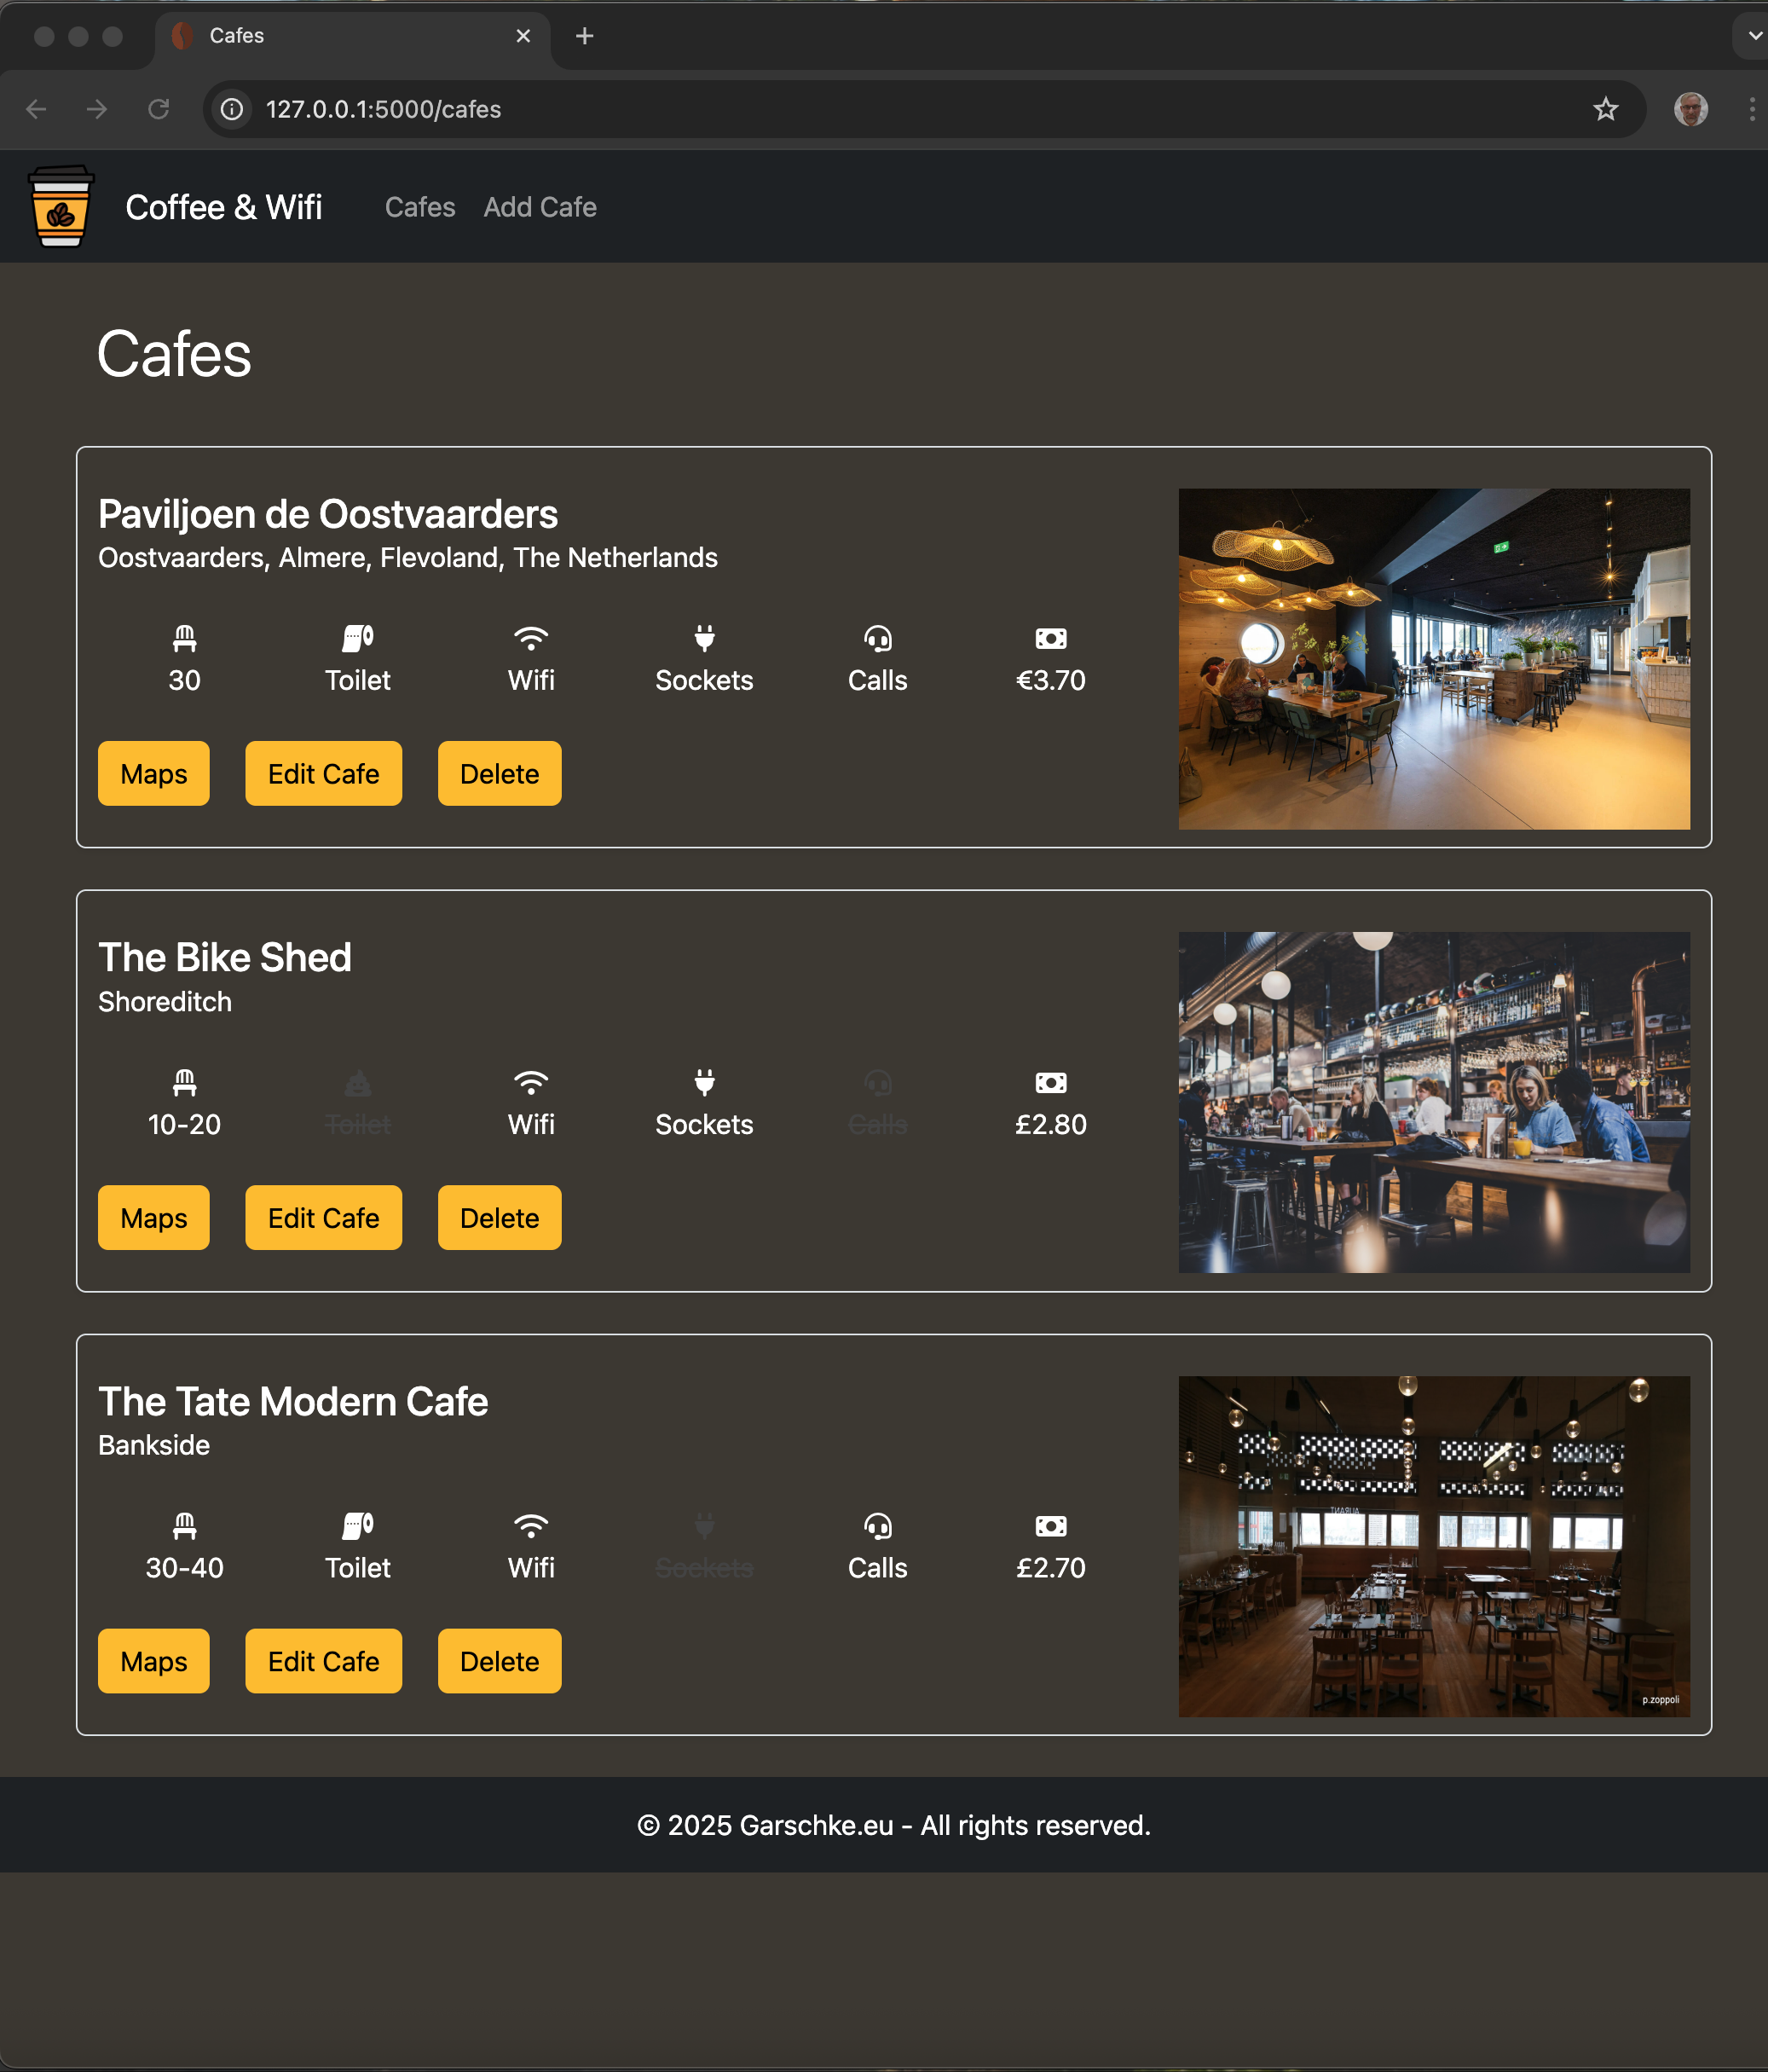 Cafes
127.0.0.1:5000/cafes
Coffee & Wifi
Cafes Add Cafe
Cafes
Paviljoen de Oostvaarders
Oostvaarders, Almere, Flevoland, The Netherlands
30 Toilet Wifi Sockets Calls €3.70
Maps Edit Cafe Delete
The Bike Shed
Shoreditch
10-20 Toilet Wifi Sockets Calls £2.80
Maps Edit Cafe Delete
The Tate Modern Cafe
Bankside
30-40 Toilet Wifi Sockets Calls £2.70
Maps Edit Cafe Delete
p.zoppoli
© 2025 Garschke.eu - All rights reserved.